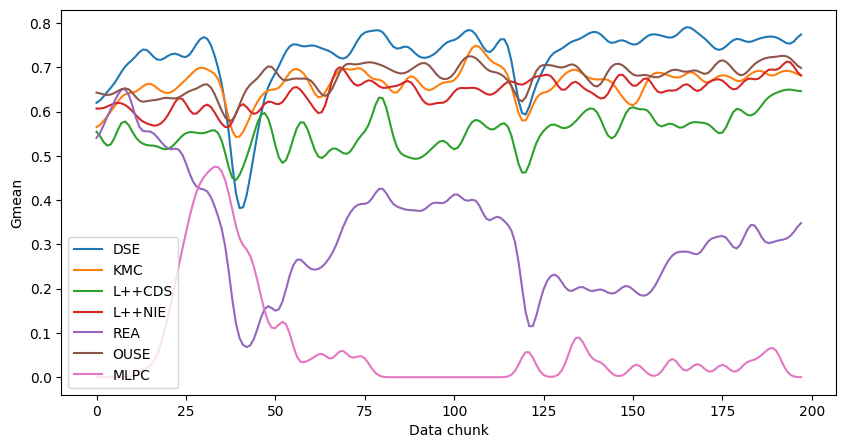 0.8
0.7
0.6
0.5
0.4
0.3
0.2
0.1
0.0
Gmean
DSE
KMC
L++CDS
L++NIE
REA
OUSE
MLPC
0 25 50 75 100 125 150 175 200
Data chunk